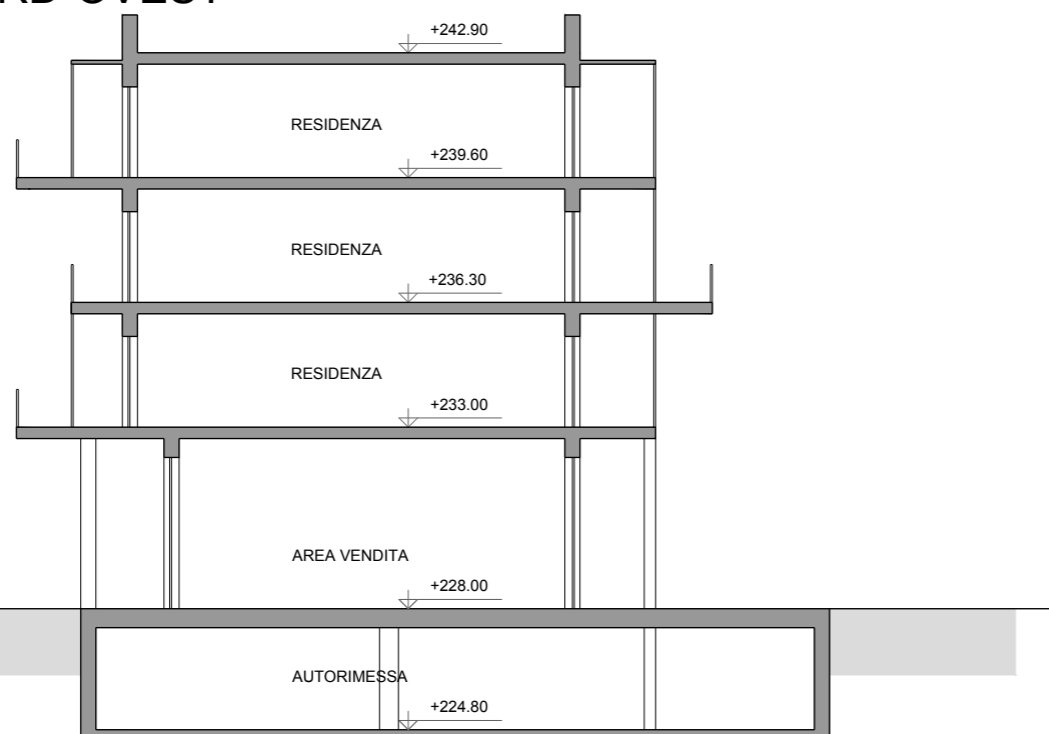 +242.90
RESIDENZA
+239.60
RESIDENZA
+236.30
RESIDENZA
+233.00
AREA VENDITA
+228.00
AUTORIMESSA
+224.80